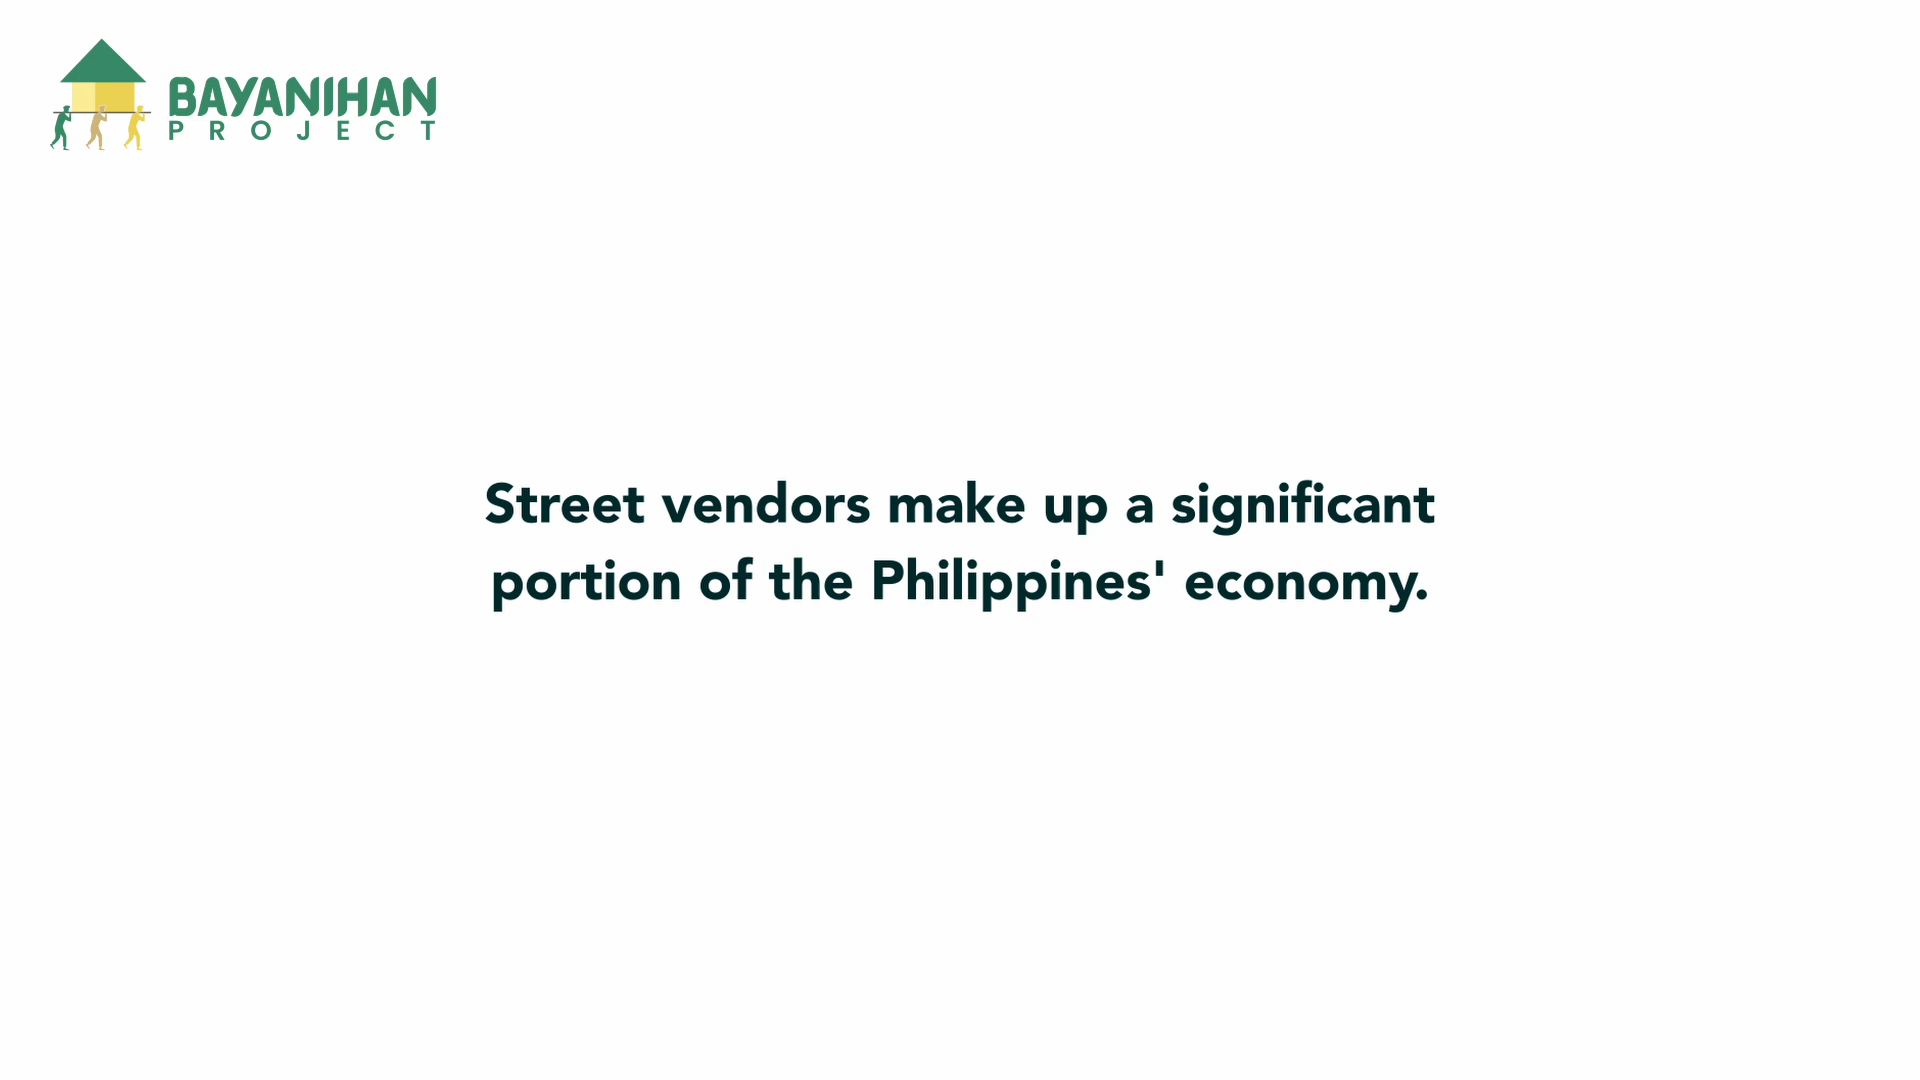 BAYANIHAN
PROJECT
Street vendors make up a significant
portion of the Philippines' economy.